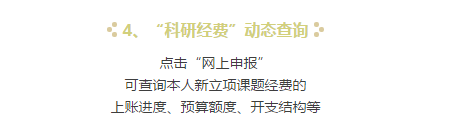 4、“科研经费”动态查询
点击“网上申报”
可查询本人新立项课题经费的
上账进度、预算额度、开支结构等